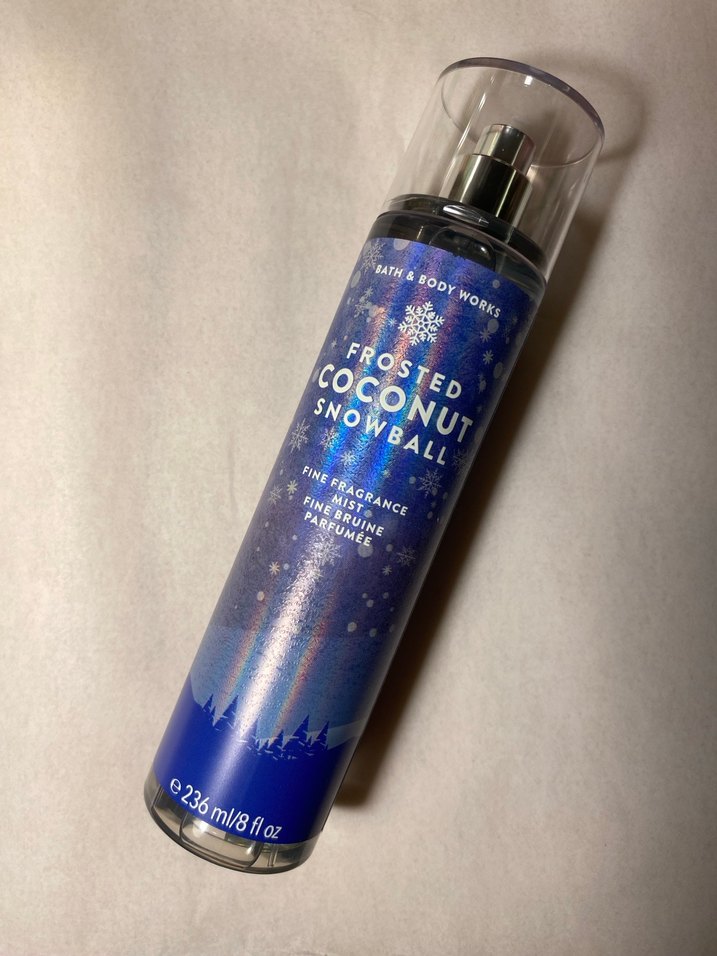 BATH & BODY WORKS
FROSTED
COCONUT
SNOWBALL
FINE FRAGRANCE
MIST
FINE BRUINE
PARFUMÉE
℮ 236 ml/8 fl oz